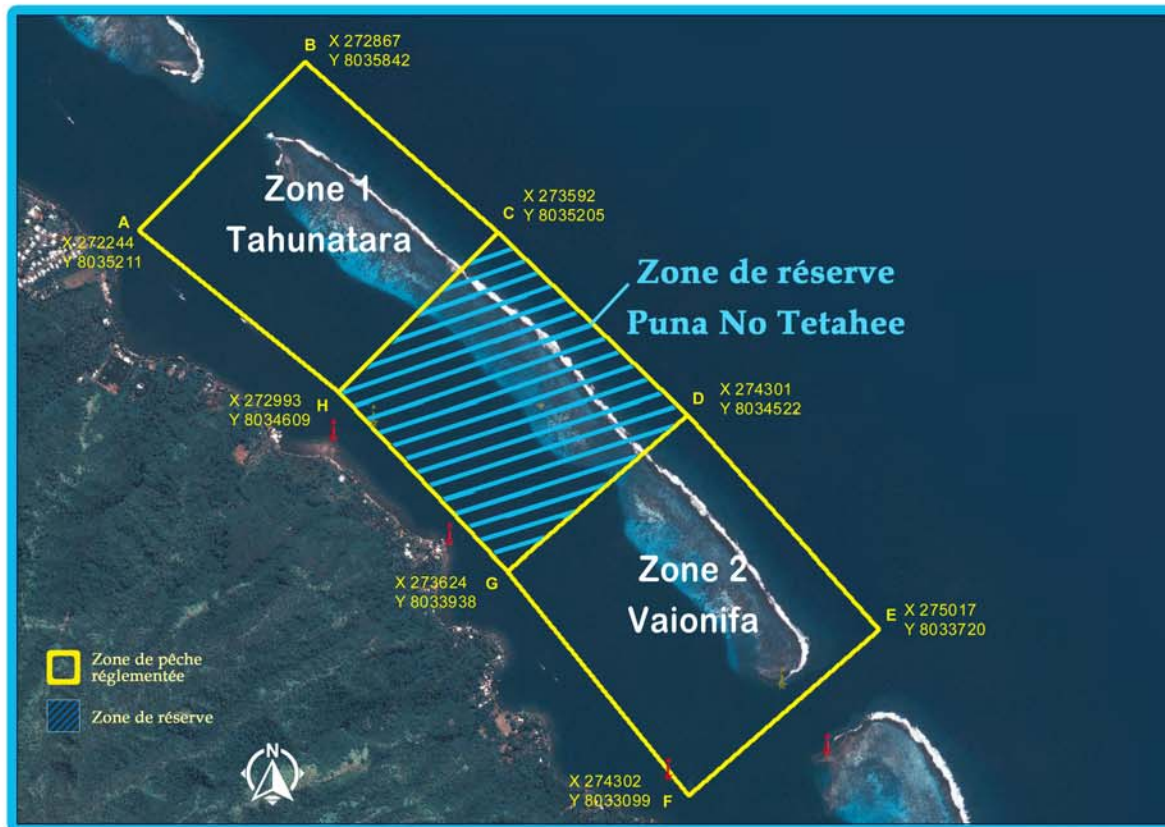 B
X 272867
Y 8035842
Zone 1
Tahunatara
A
X 272244
Y 8035211
C
X 273592
Y 8035205
Zone de réserve
Puna No Tetahee
H
X 272993
Y 8034609
D
X 274301
Y 8034522
G
X 273624
Y 8033938
Zone 2
Vaionifa
E
X 275017
Y 8033720
Zone de pêche
réglementée
Zone de réserve
N
X 274302
Y 8033099
F